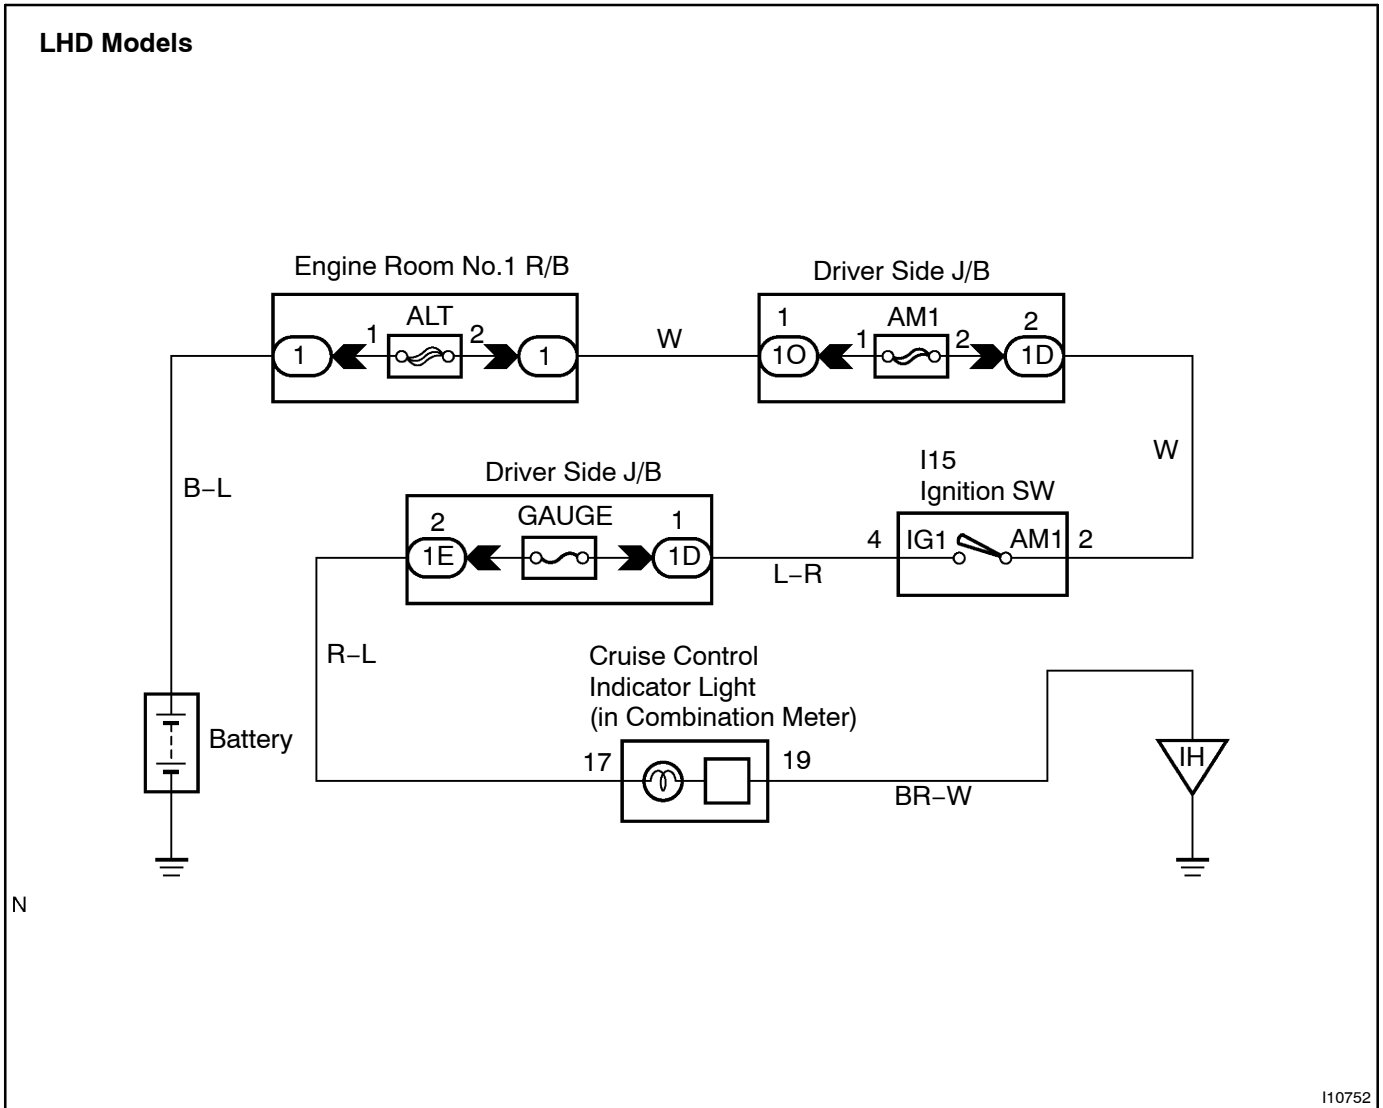 LHD Models
Engine Room No.1 R/B
Driver Side J/B
ALT
1
1
2
1
W
AM1
1
1O
1
2
2
1D
W
B–L
Driver Side J/B
GAUGE
2
1E
1
1D
L–R
I15
Ignition SW
4
IG1
AM1
2
R–L
Cruise Control
Indicator Light
(in Combination Meter)
17
19
BR–W
IH
Battery
N
I10752